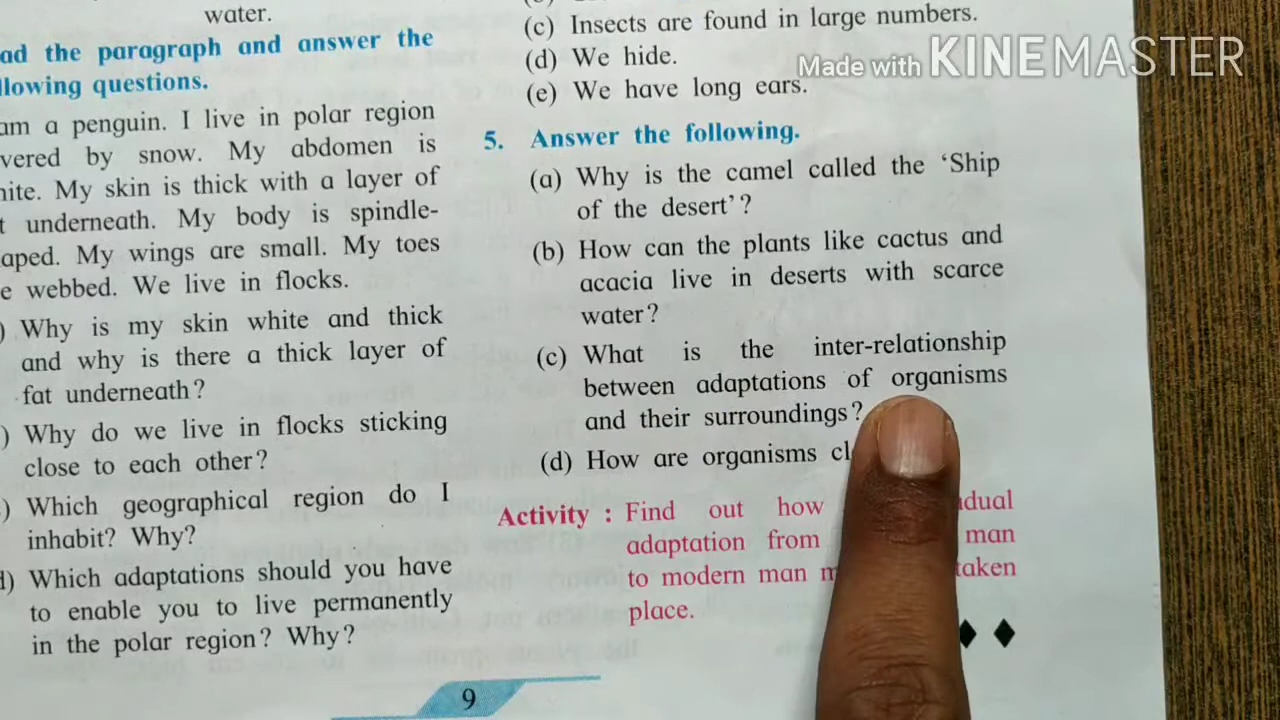 water.
ad the paragraph and answer the
llowing questions.
am a penguin. I live in polar region
vered by snow. My abdomen is
hite. My skin is thick with a layer of
t underneath. My body is spindle-
aped. My wings are small. My toes
e webbed. We live in flocks.
) Why is my skin white and thick
and why is there a thick layer of
fat underneath?
) Why do we live in flocks sticking
close to each other?
) Which geographical region do I
inhabit? Why?
) Which adaptations should you have
to enable you to live permanently
in the polar region? Why?
9
(c) Insects are found in large numbers.
(d) We hide.
(e) We have long ears.
5. Answer the following.
(a) Why is the camel called the ‘Ship
of the desert’?
(b) How can the plants like cactus and
acacia live in deserts with scarce
water?
(c) What is the inter-relationship
between adaptations of organisms
and their surroundings?
(d) How are organisms cl
Activity : Find out how dual
adaptation from man
to modern man m taken
place.
Made with KINEMASTER